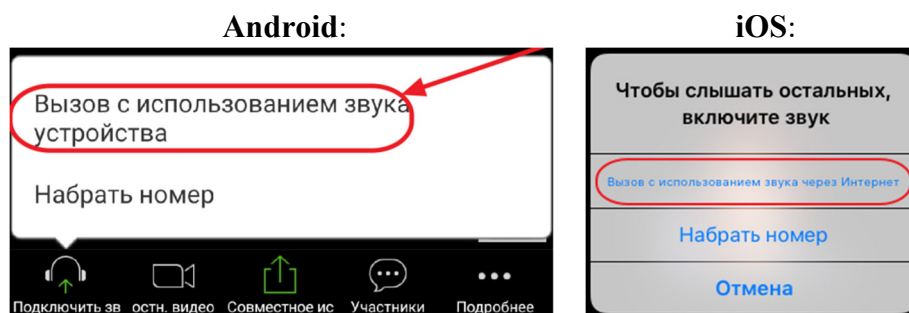 Android:
Вызов с использованием звука
устройства
Набрать номер
Подключить зв
остн. видео
Совместное ис
Участники
Подробнее
iOS:
Чтобы слышать остальных,
включите звук
Вызов с использованием звука через Интернет
Набрать номер
Отмена